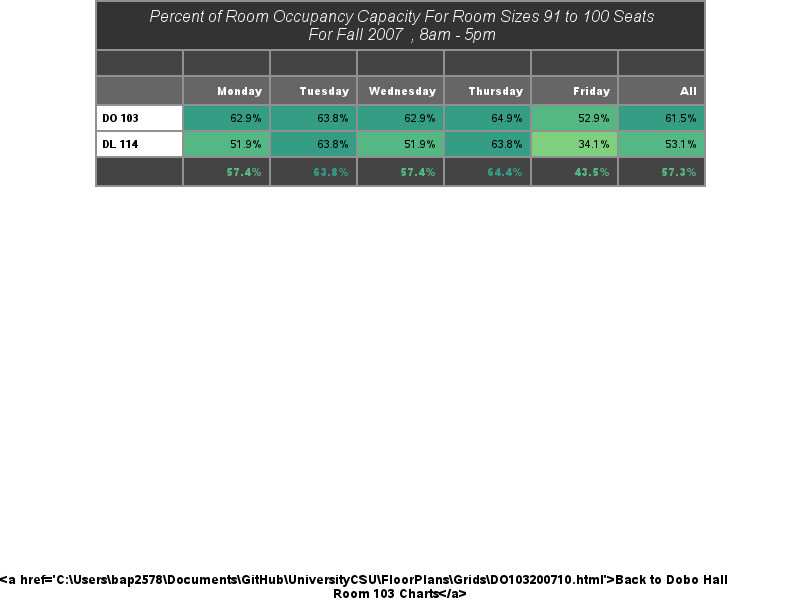 Percent of Room Occupancy Capacity For Room Sizes 91 to 100 Seats
For Fall 2007 , 8am - 5pm
Monday Tuesday Wednesday Thursday Friday All
DO 103 62.9% 63.8% 62.9% 64.9% 52.9% 61.5%
DL 114 51.9% 63.8% 51.9% 63.8% 34.1% 53.1%
57.4% 63.8% 57.4% 64.4% 43.5% 57.3%
<a href='C:\Users\bap2578\Documents\GitHub\UniversityCSU\FloorPlans\Grids\DO103200710.html'>Back to Dobo Hall
Room 103 Charts</a>